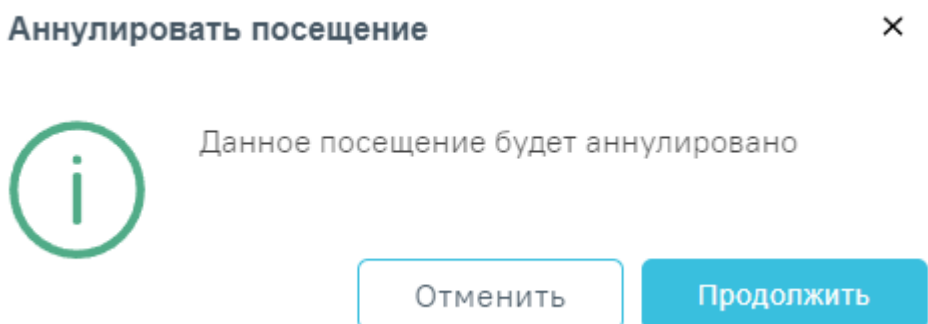 Аннулировать посещение
Данное посещение будет аннулировано
Отменить
Продолжить